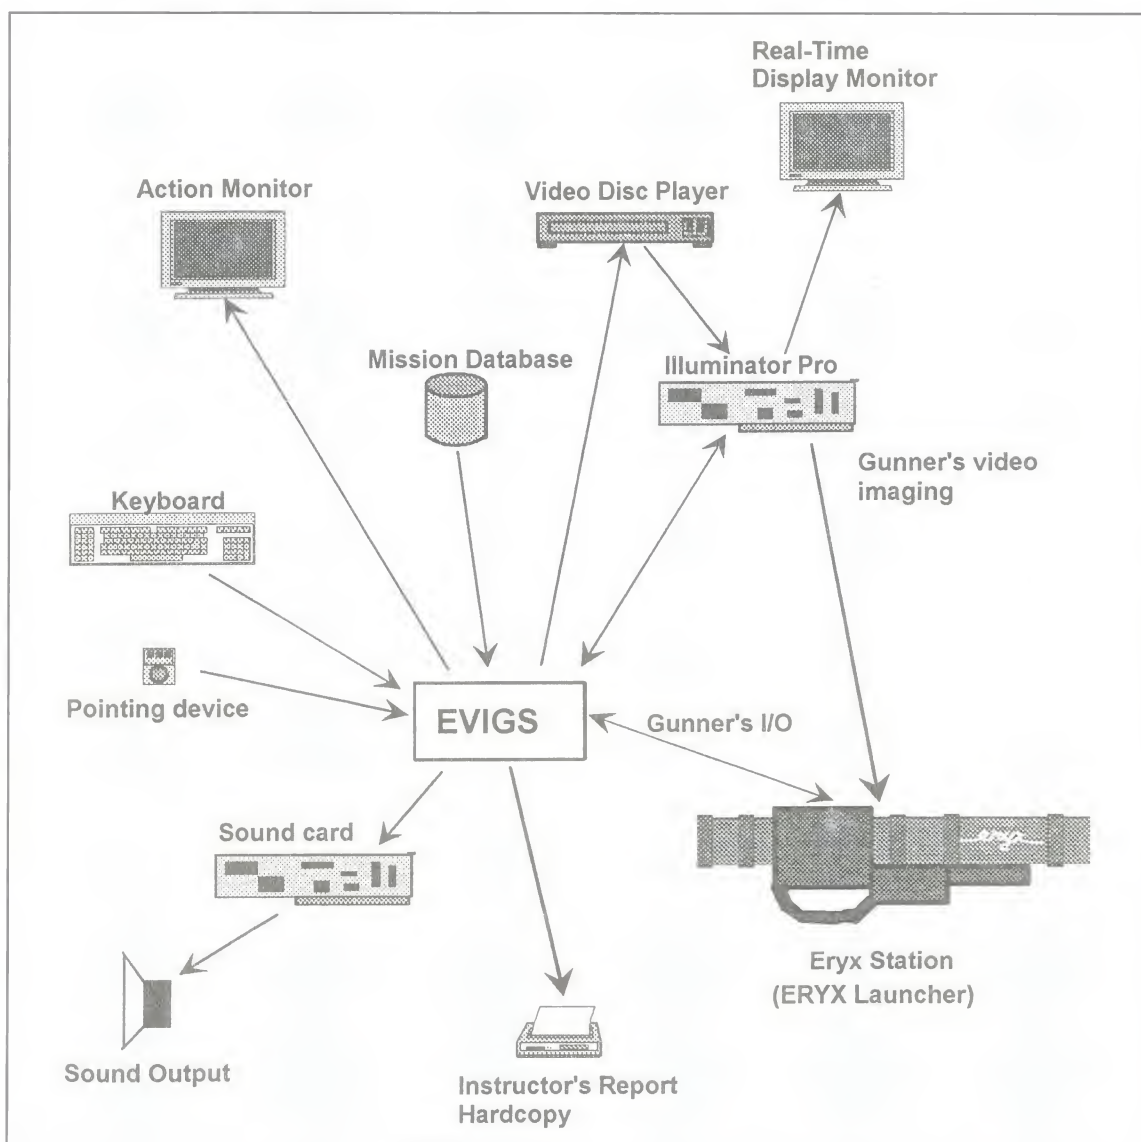 Real-Time
Display Monitor
Action Monitor
Video Disc Player
Mission Database
Illuminator Pro
Gunner's video
imaging
Keyboard
Pointing device
EVIGS
Gunner's I/O
Sound card
eryx
Eryx Station
(ERYX Launcher)
Sound Output
Instructor's Report
Hardcopy